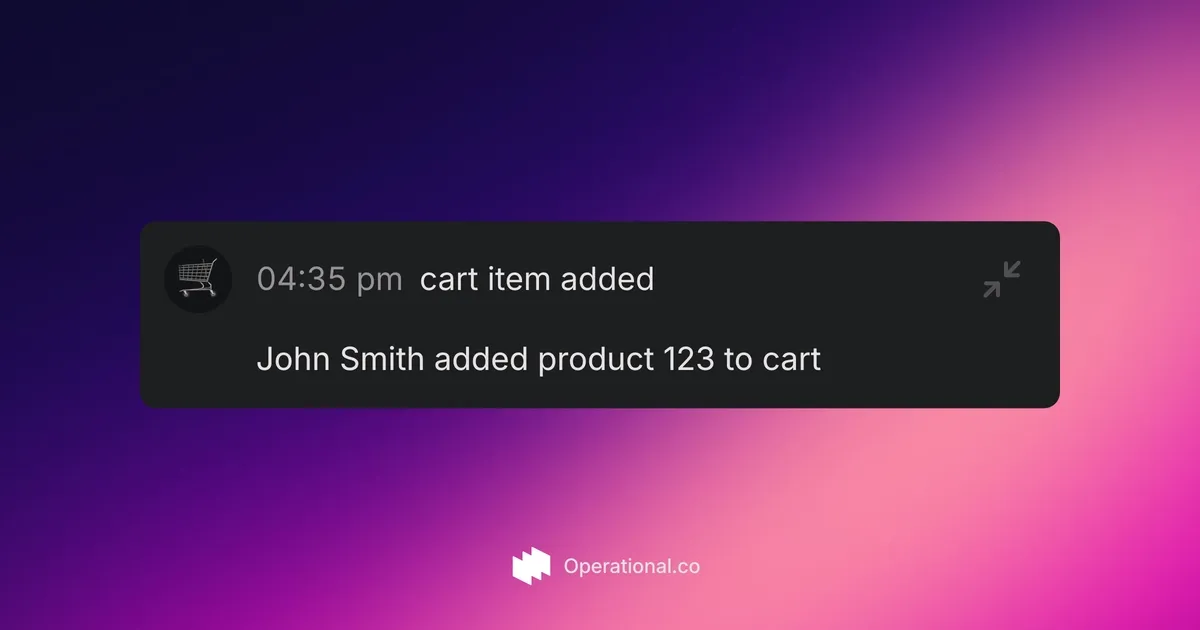 04:35 pm cart item added
John Smith added product 123 to cart
Operational.co